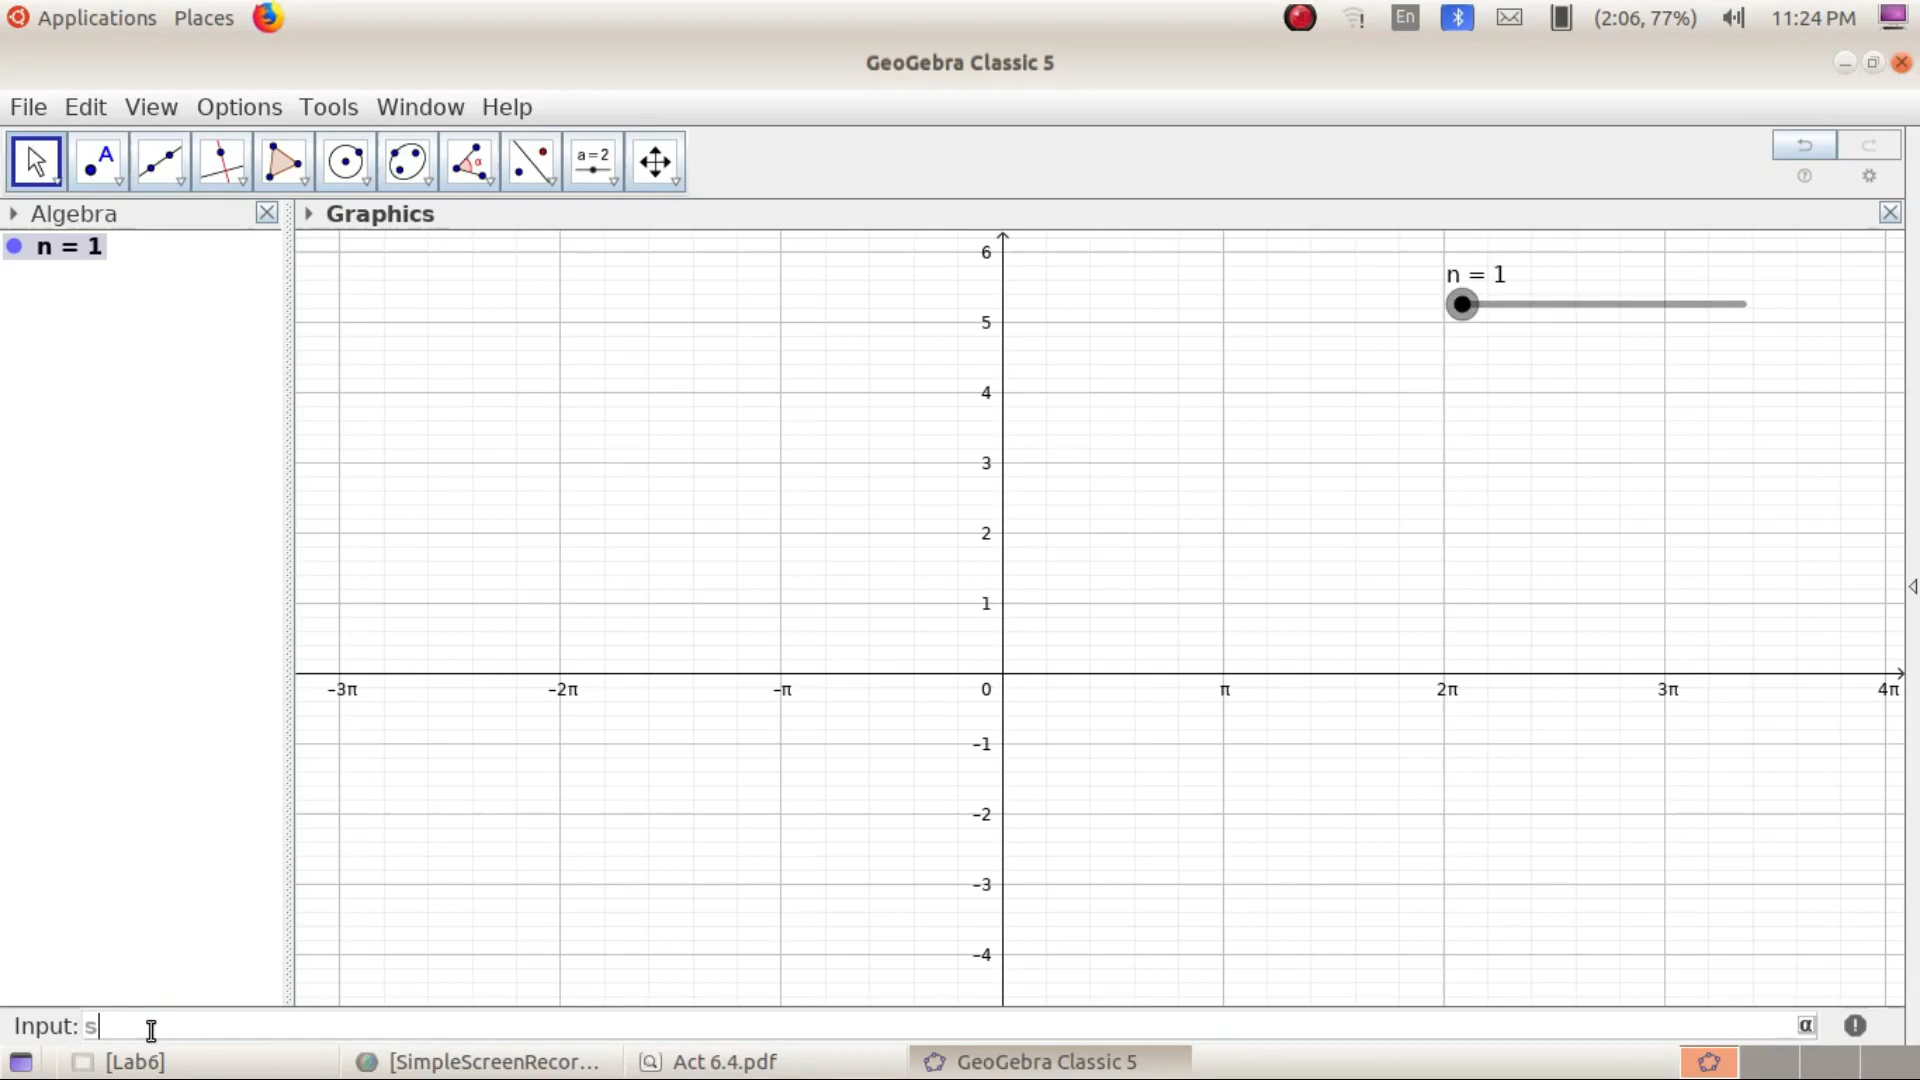 Applications Places En (2:06, 77%) 11:24 PM
GeoGebra Classic 5
File Edit View Options Tools Window Help
A α a=2
Algebra Graphics
n = 1
n = 1
6
5
4
3
2
1
−3π −2π −π 0 π 2π 3π 4π
−1
−2
−3
−4
Input: s α
[Lab6] [SimpleScreenRecor... Act 6.4.pdf GeoGebra Classic 5